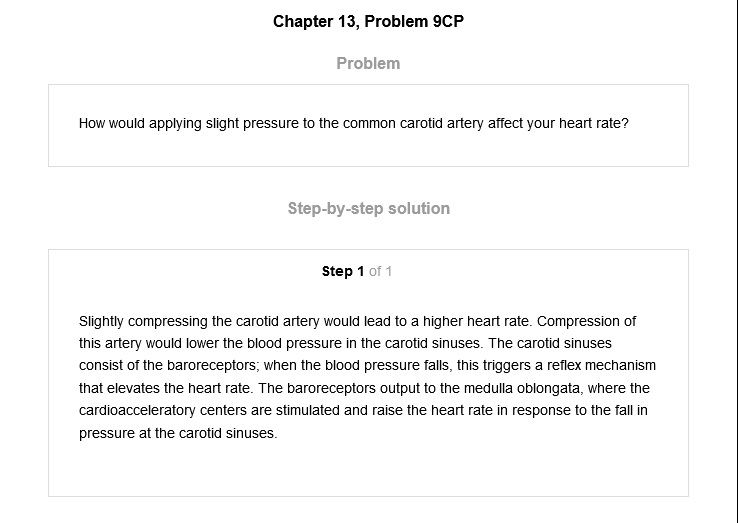 Chapter 13, Problem 9CP
Problem
How would applying slight pressure to the common carotid artery affect your heart rate?
Step-by-step solution
Step 1 of 1
Slightly compressing the carotid artery would lead to a higher heart rate. Compression of
this artery would lower the blood pressure in the carotid sinuses. The carotid sinuses
consist of the baroreceptors; when the blood pressure falls, this triggers a reflex mechanism
that elevates the heart rate. The baroreceptors output to the medulla oblongata, where the
cardioacceleratory centers are stimulated and raise the heart rate in response to the fall in
pressure at the carotid sinuses.